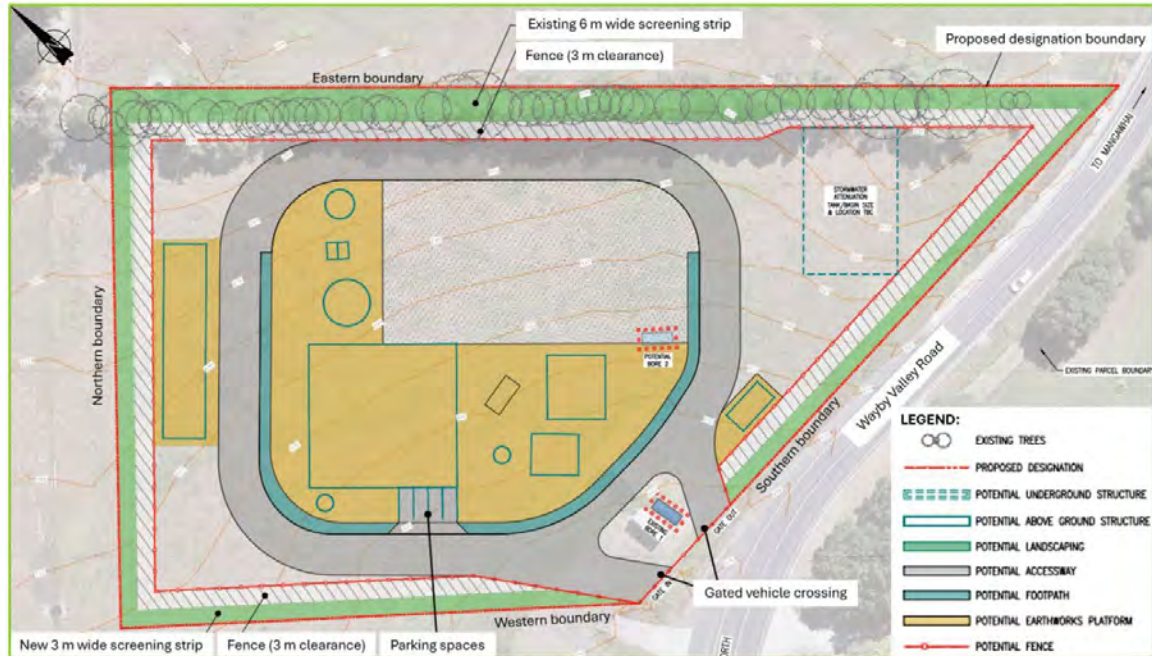 Existing 6 m wide screening strip
Fence (3 m clearance)
Proposed designation boundary
Eastern boundary
TO MANGAWHAI
STORMWATER
ATTENUATION
TANK/BASIN SIZE
& LOCATION TBC
Northern boundary
POTENTIAL
BORE 2
Wayby Valley Road
EXISTING PARCEL BOUNDARY
Southern boundary
EXISTING
BORE 1
GATE OUT
GATE IN
Gated vehicle crossing
NORTH
Western boundary
New 3 m wide screening strip
Fence (3 m clearance)
Parking spaces
LEGEND:
EXISTING TREES
PROPOSED DESIGNATION
POTENTIAL UNDERGROUND STRUCTURE
POTENTIAL ABOVE GROUND STRUCTURE
POTENTIAL LANDSCAPING
POTENTIAL ACCESSWAY
POTENTIAL FOOTPATH
POTENTIAL EARTHWORKS PLATFORM
POTENTIAL FENCE